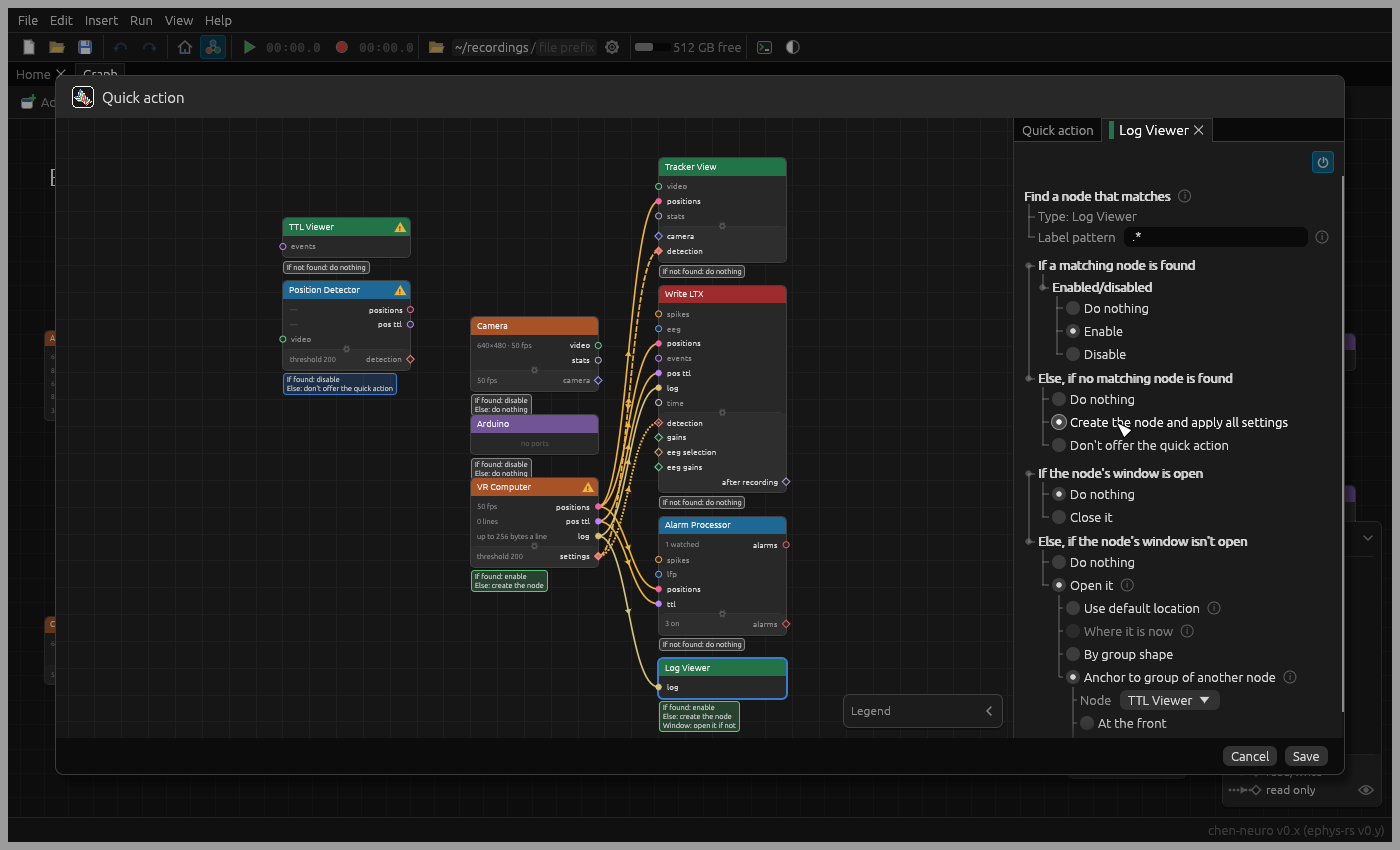 File Edit Insert Run View Help
00:00.0 00:00.0 ~/recordings/ file prefix 512 GB free
Home Graph
Quick action
Quick action Log Viewer
Find a node that matches
Type: Log Viewer
Label pattern .*
If a matching node is found
Enabled/disabled
Do nothing
Enable
Disable
Else, if no matching node is found
Do nothing
Create the node and apply all settings
Don't offer the quick action
If the node's window is open
Do nothing
Close it
Else, if the node's window isn't open
Do nothing
Open it
Use default location
Where it is now
By group shape
Anchor to group of another node
Node TTL Viewer
At the front
TTL Viewer
events
If not found: do nothing
Position Detector
— positions
— pos ttl
video
threshold 200 detection
If found: disable
Else: don't offer the quick action
Camera
640×480 · 50 fps video
stats
50 fps camera
If found: disable
Else: do nothing
Arduino
no ports
If found: disable
Else: do nothing
VR Computer
50 fps positions
0 lines pos ttl
up to 256 bytes a line log
threshold 200 settings
If found: enable
Else: create the node
Tracker View
video
positions
stats
camera
detection
If not found: do nothing
Write LTX
spikes
eeg
positions
events
pos ttl
log
time
detection
gains
eeg selection
eeg gains
after recording
If not found: do nothing
Alarm Processor
1 watched alarms
spikes
lfp
positions
ttl
3 on alarms
If not found: do nothing
Log Viewer
log
If found: enable
Else: create the node
Window: open it if not
Legend
Cancel Save
read only
chen-neuro v0.x (ephys-rs v0.y)